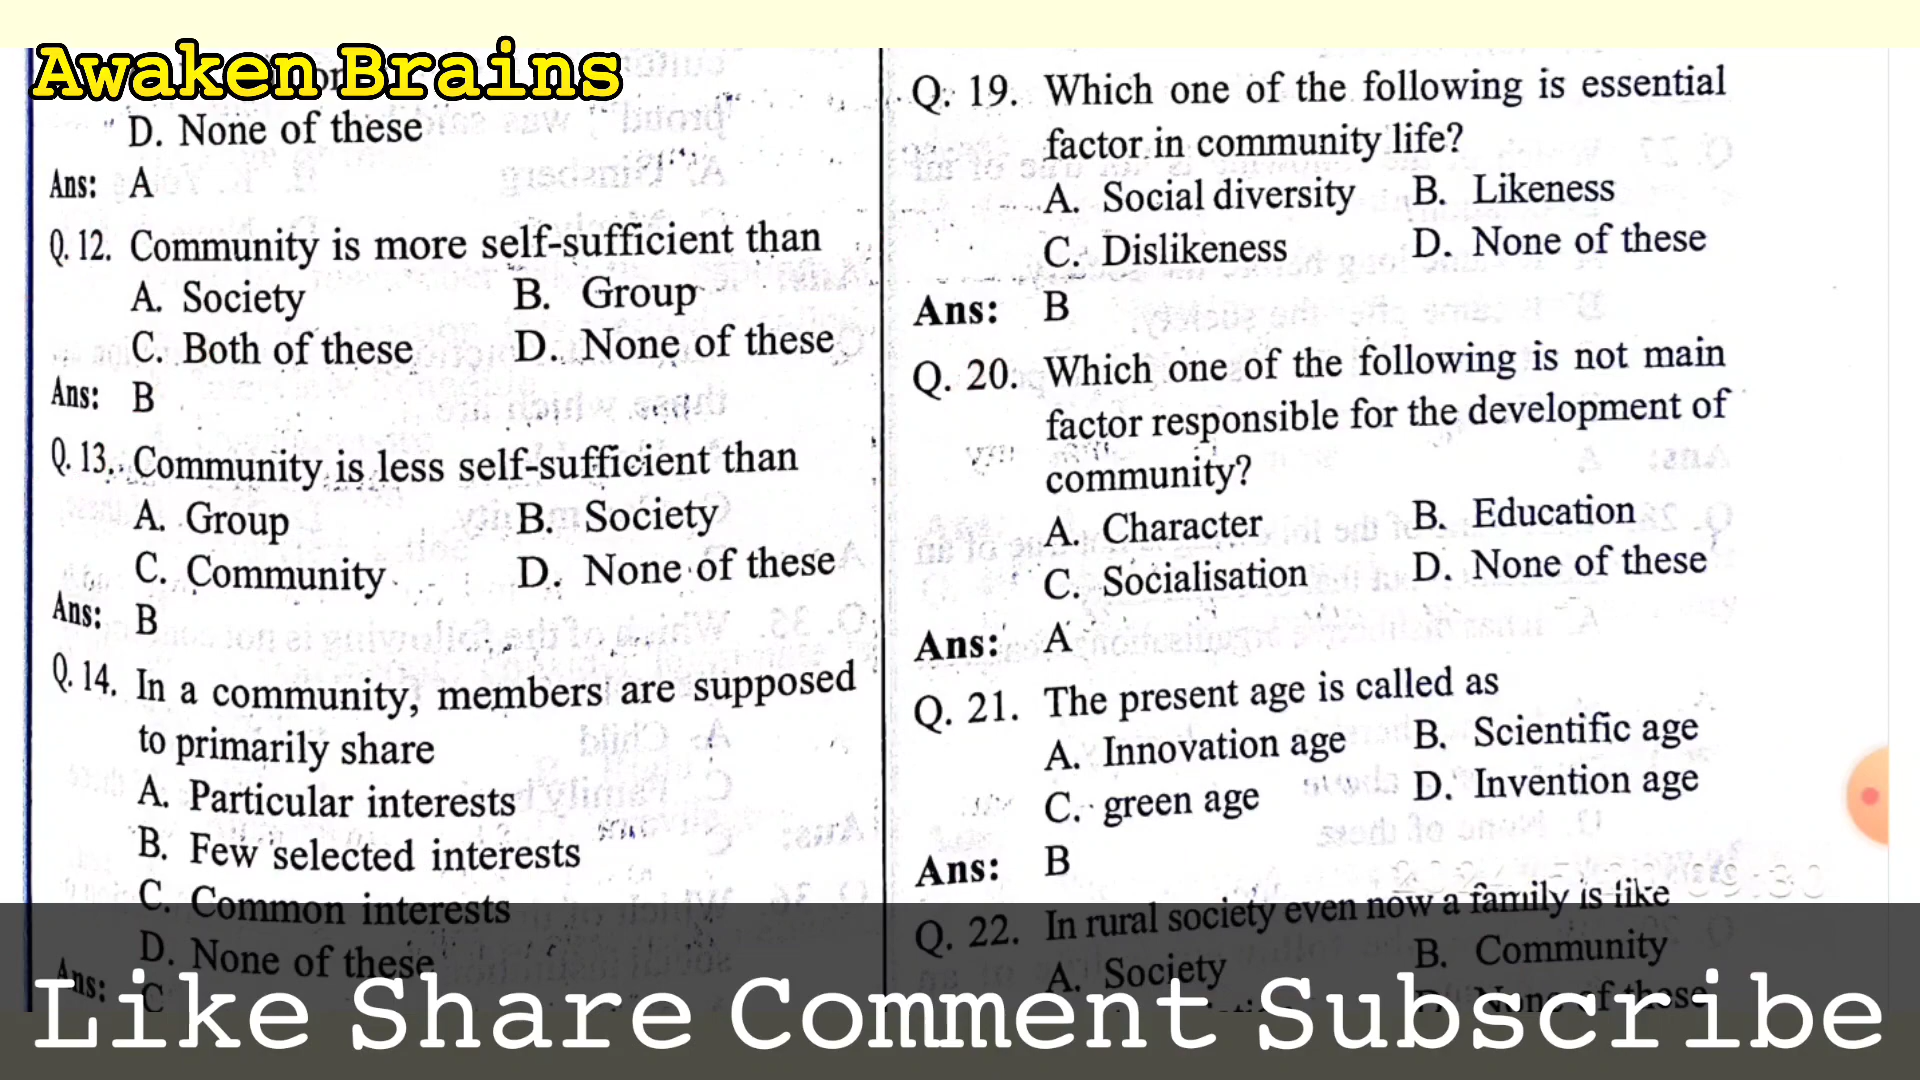 Awaken Brains
D. None of these
Ans: A
Q. 12. Community is more self-sufficient than
A. Society B. Group
C. Both of these D. None of these
Ans: B
Q. 13. Community is less self-sufficient than
A. Group B. Society
C. Community D. None of these
Ans: B
Q. 14. In a community, members are supposed
to primarily share
A. Particular interests
B. Few selected interests
C. Common interests
D. None of these
Ans: C
Q. 19. Which one of the following is essential
factor in community life?
A. Social diversity B. Likeness
C. Dislikeness D. None of these
Ans: B
Q. 20. Which one of the following is not main
factor responsible for the development of
community?
A. Character B. Education
C. Socialisation D. None of these
Ans: A
Q. 21. The present age is called as
A. Innovation age B. Scientific age
C. green age D. Invention age
Ans: B
Q. 22. In rural society even now a family is like
A. Society B. Community
D. None of these
Like Share Comment Subscribe